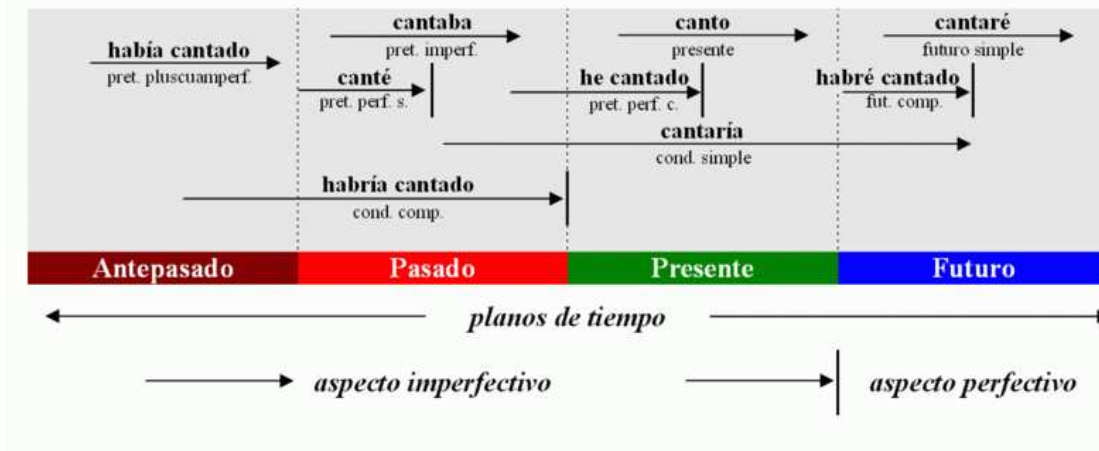 cantaba
canto
cantaré
había cantado
pret. imperf.
presente
futuro simple
pret. pluscuamperf.
canté
he cantado
habré cantado
pret. perf. s.
pret. perf. c.
fut. comp.
cantaría
cond. simple
habría cantado
cond. comp.
Antepasado Pasado Presente Futuro
planos de tiempo
aspecto imperfectivo aspecto perfectivo